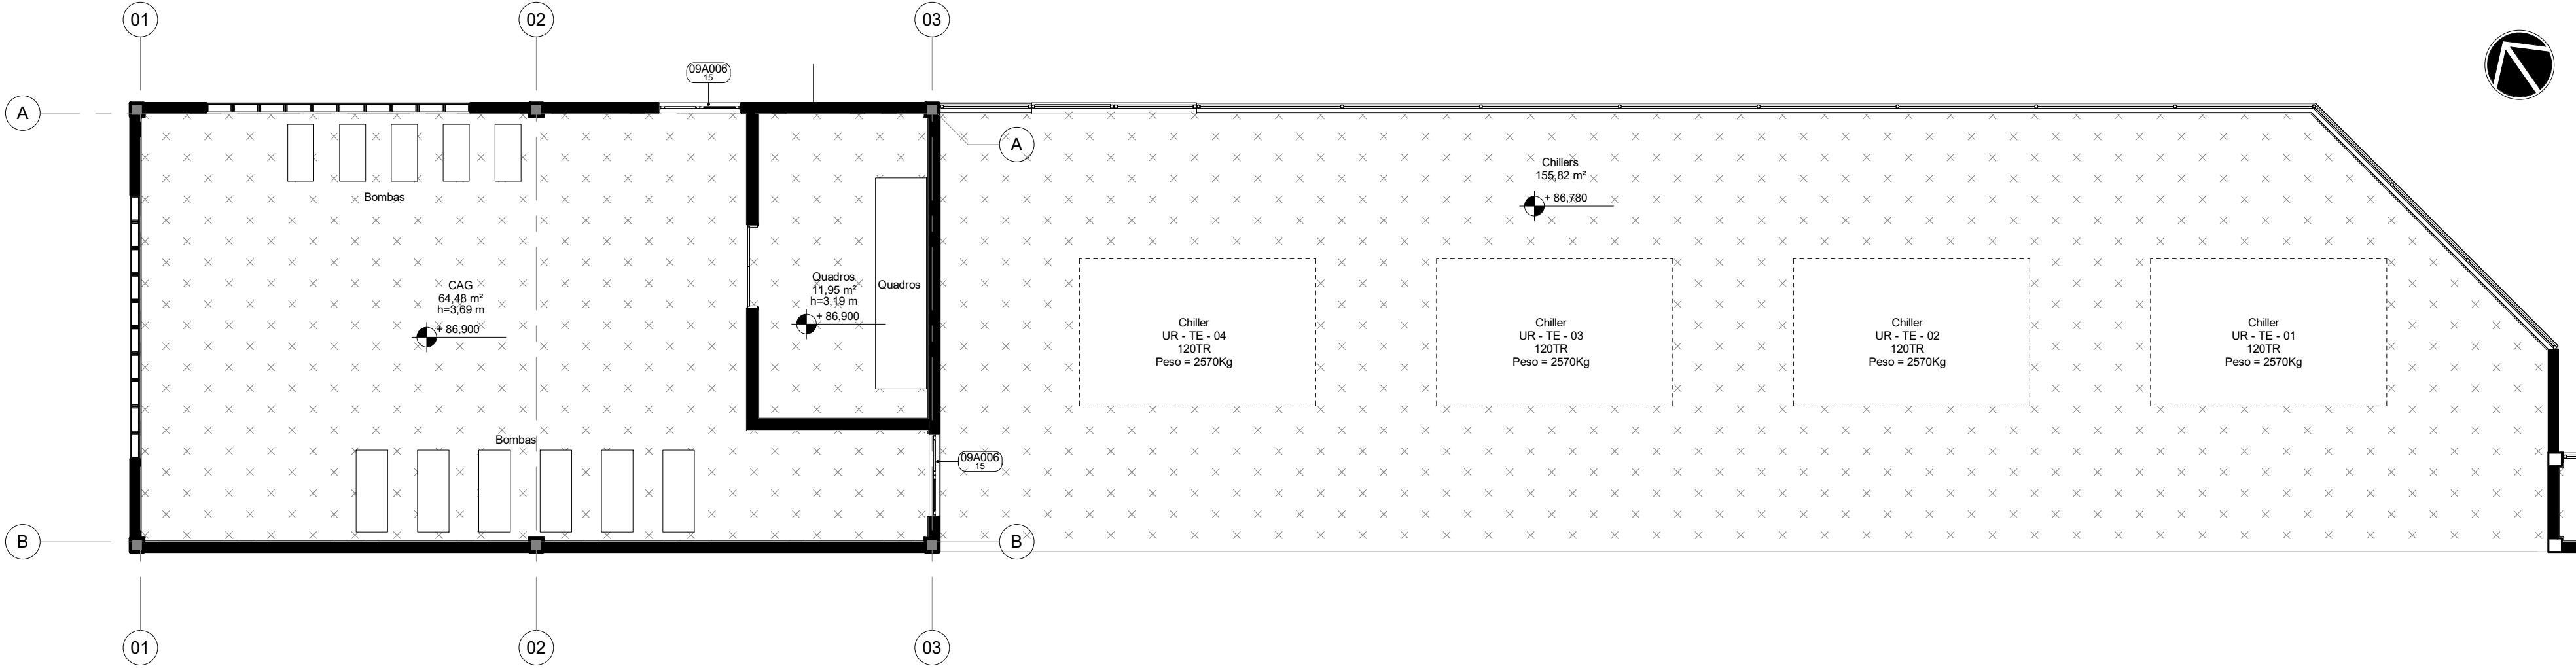 01
02
03
09A006
15
A
A
Chillers
155,82 m²
+ 86,780
Bombas
CAG
64,48 m²
h=3,69 m
+ 86,900
Quadros
11,95 m²
h=3,19 m
+ 86,900
Quadros
Chiller
UR - TE - 04
120TR
Peso = 2570Kg
Chiller
UR - TE - 03
120TR
Peso = 2570Kg
Chiller
UR - TE - 02
120TR
Peso = 2570Kg
Chiller
UR - TE - 01
120TR
Peso = 2570Kg
Bombas
09A006
15
B
B
01
02
03